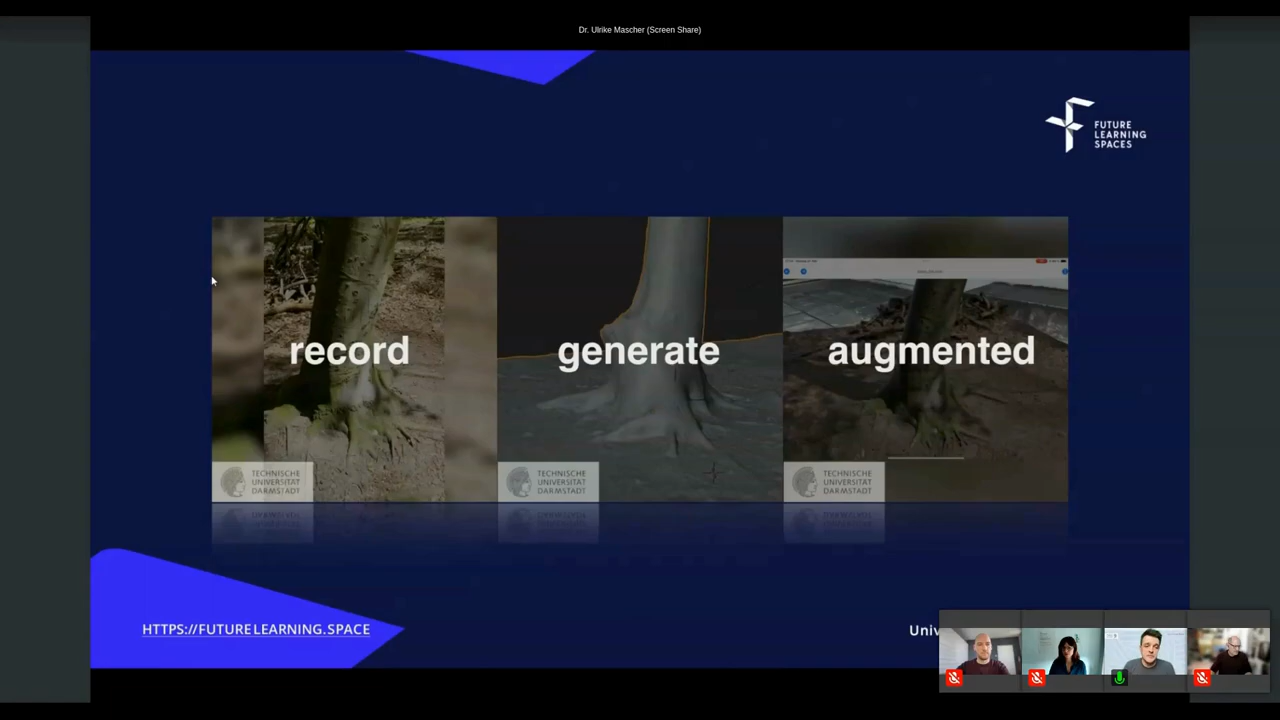 Dr. Ulrike Mascher (Screen Share)
FUTURE
LEARNING
SPACES
record
generate
augmented
TECHNISCHE
UNIVERSITÄT
DARMSTADT
TECHNISCHE
UNIVERSITÄT
DARMSTADT
TECHNISCHE
UNIVERSITÄT
DARMSTADT
HTTPS://FUTURELEARNING.SPACE
Univ